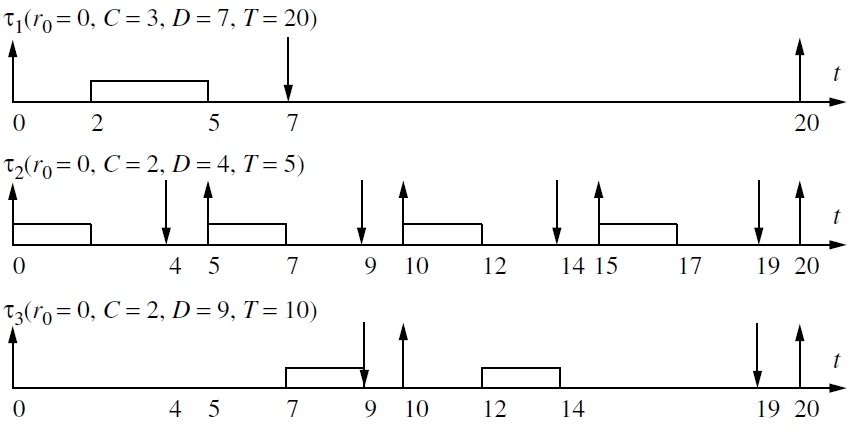 τ₁(r₀ = 0, C = 3, D = 7, T = 20)
t
0 2 5 7 20
τ₂(r₀ = 0, C = 2, D = 4, T = 5)
t
0 4 5 7 9 10 12 14 15 17 19 20
τ₃(r₀ = 0, C = 2, D = 9, T = 10)
t
0 4 5 7 9 10 12 14 19 20